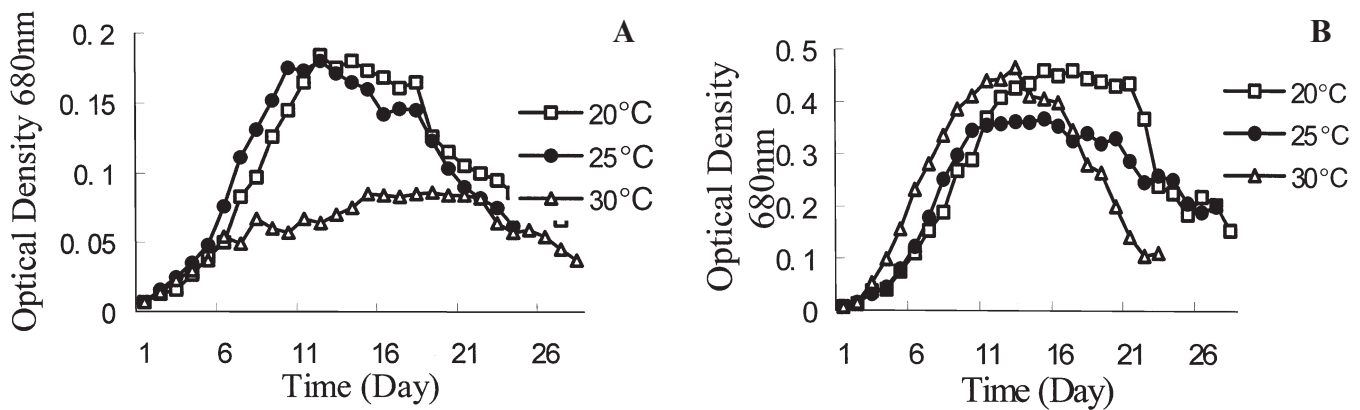 A
Optical Density 680nm
0.2
0.15
0.1
0.05
0
1 6 11 16 21 26
Time (Day)
20°C
25°C
30°C
B
Optical Density
680nm
0.5
0.4
0.3
0.2
0.1
0
1 6 11 16 21 26
Time (Day)
20°C
25°C
30°C